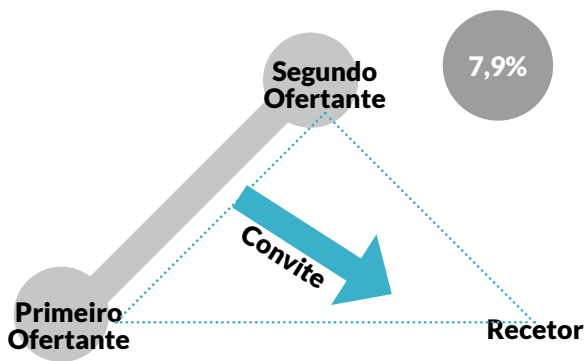 Segundo
Ofertante
7,9%
Convite
Primeiro
Ofertante
Recetor